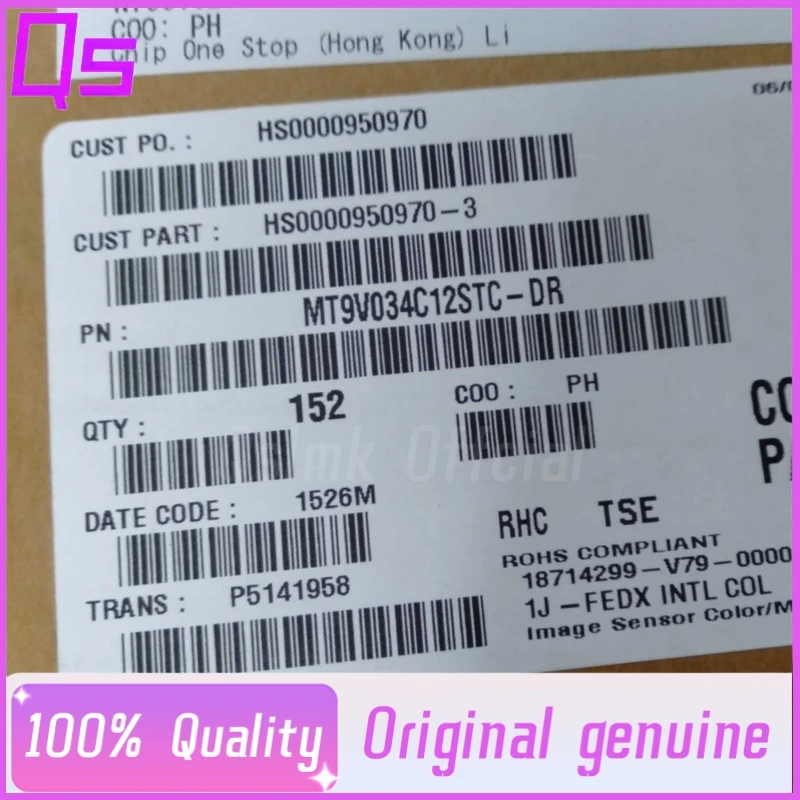 QS
COO: PH
Chip One Stop (Hong Kong) Li
06/0
CUST PO. : HS0000950970
CUST PART : HS0000950970-3
PN : MT9V034C12STC-DR
QTY : 152
COO : PH
CO
P
DATE CODE : 1526M
RHC TSE
ROHS COMPLIANT
18714299-V79-0000
TRANS : P5141958
1J -FEDX INTL COL
Image Sensor Color/M
100% Quality
Original genuine